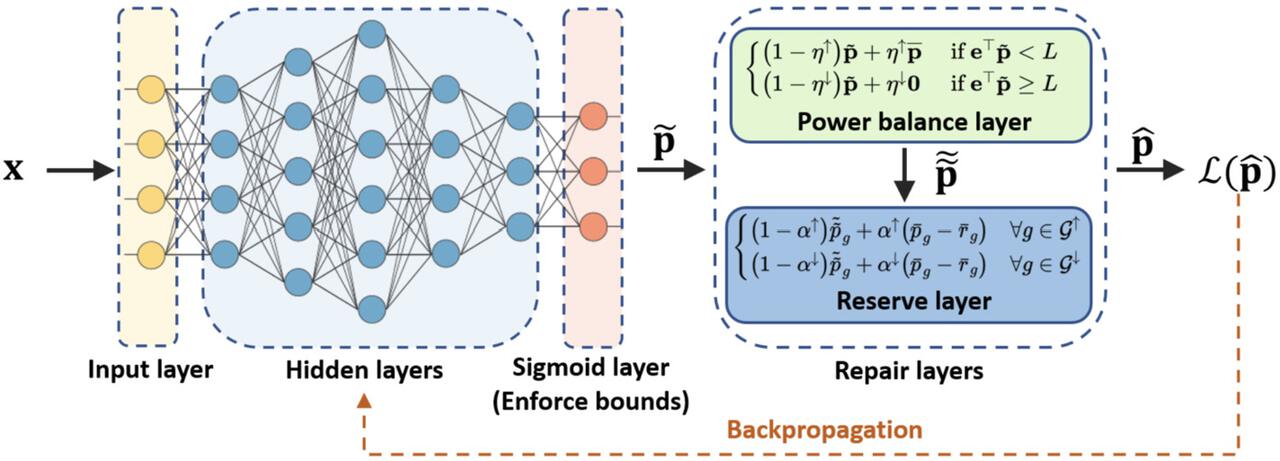 x
p̃
(1 − η↑)p̃ + η↑p̄ if e⊤p̃ < L
(1 − η↓)p̃ + η↓0 if e⊤p̃ ≥ L
Power balance layer
p̃̃
(1 − α↑)p̃̃g + α↑(p̄g − r̄g) ∀g ∈ 𝒢↑
(1 − α↓)p̃̃g + α↓(p̄g − r̄g) ∀g ∈ 𝒢↓
Reserve layer
p̂
ℒ(p̂)
Input layer
Hidden layers
Sigmoid layer
(Enforce bounds)
Repair layers
Backpropagation